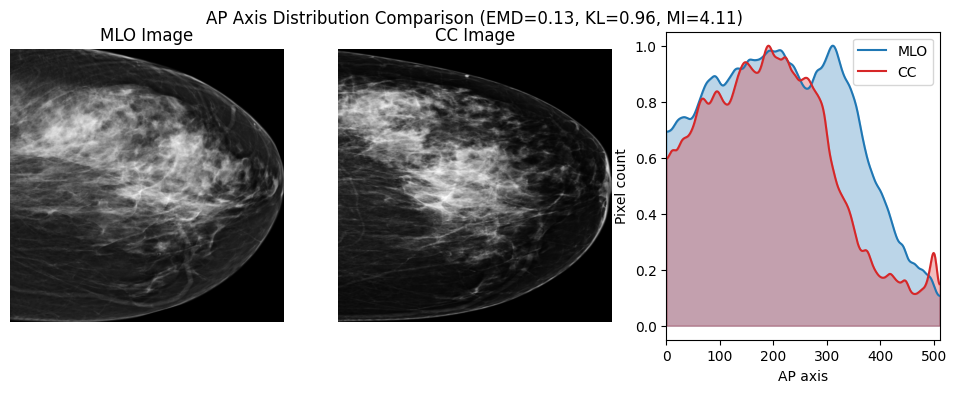 AP Axis Distribution Comparison (EMD=0.13, KL=0.96, MI=4.11)
MLO Image
CC Image
MLO
CC
Pixel count
1.0
0.8
0.6
0.4
0.2
0.0
0 100 200 300 400 500
AP axis